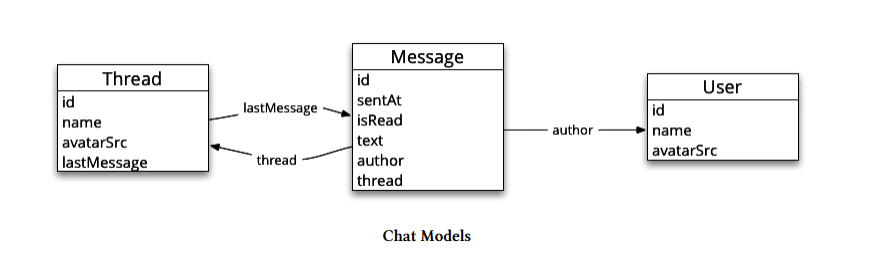 Thread
id
name
avatarSrc
lastMessage
lastMessage
thread
Message
id
sentAt
isRead
text
author
thread
author
User
id
name
avatarSrc
Chat Models